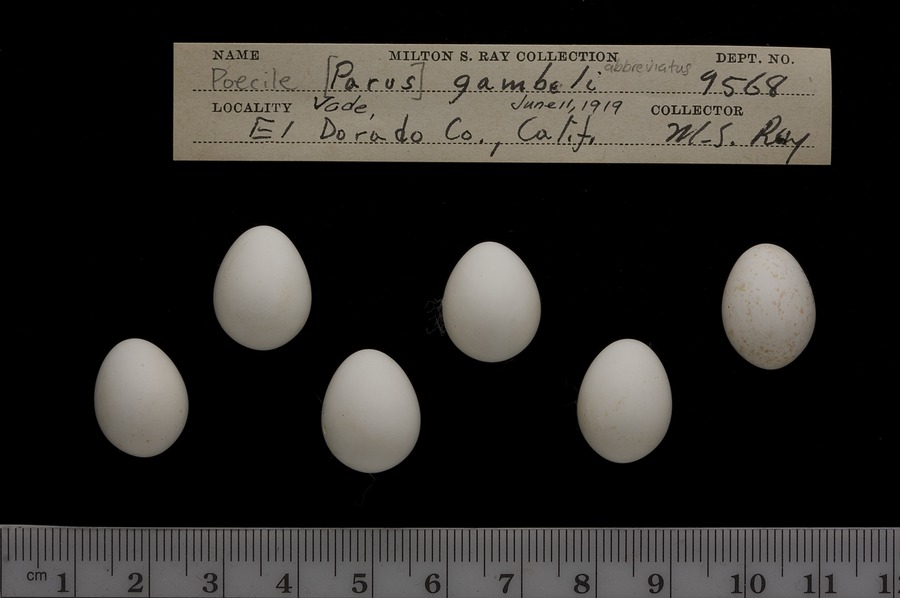 NAME MILTON S. RAY COLLECTION DEPT. NO.
Poecile [Parus] gambeli abbreviatus 9568
LOCALITY Vade, June 11, 1919 COLLECTOR
El Dorado Co., Calif. M.S. Ray
cm 1 2 3 4 5 6 7 8 9 10 11 12